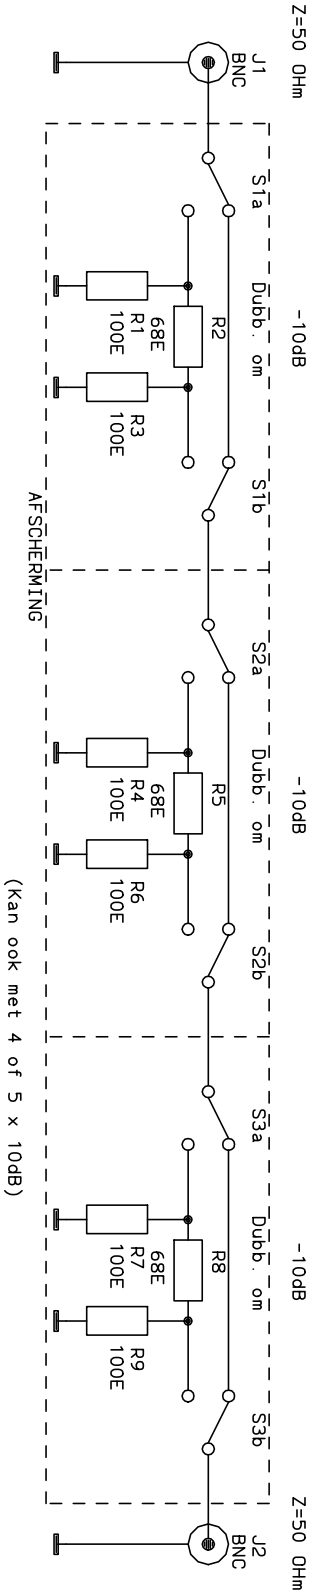 Z=50 OHm
-10dB
-10dB
-10dB
Z=50 OHm
J1
BNC
S1a
Dubb. om
S1b
S2a
Dubb. om
S2b
S3a
Dubb. om
S3b
J2
BNC
R2
68E
R1
100E
R3
100E
R5
68E
R4
100E
R6
100E
R8
68E
R7
100E
R9
100E
AFSCHERMING
(Kan ook met 4 of 5 x 10dB)